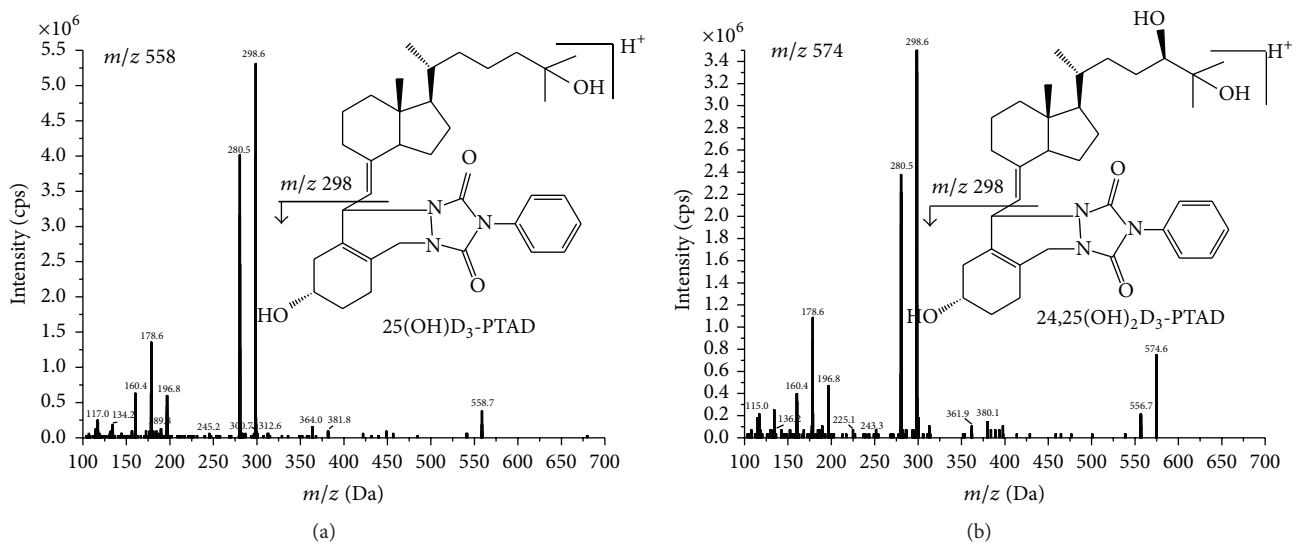 ×10⁶
m/z 558
Intensity (cps)
5.5
5.0
4.5
4.0
3.5
3.0
2.5
2.0
1.5
1.0
0.5
0.0
298.6
280.5
178.6
160.4
196.8
117.0
134.2
245.2
312.6
364.0
381.8
558.7
m/z 298
H⁺
OH
O
N
N
N
O
HO
25(OH)D₃-PTAD
100 150 200 250 300 350 400 450 500 550 600 650 700
m/z (Da)
(a)
×10⁶
m/z 574
Intensity (cps)
3.4
3.2
3.0
2.8
2.6
2.4
2.2
2.0
1.8
1.6
1.4
1.2
1.0
0.8
0.6
0.4
0.2
0.0
298.6
280.5
178.6
160.4
196.8
115.0
136.2
225.1
243.3
361.9
380.1
556.7
574.6
m/z 298
HO
H⁺
OH
O
N
N
N
O
HO
24,25(OH)₂D₃-PTAD
100 150 200 250 300 350 400 450 500 550 600 650 700
m/z (Da)
(b)